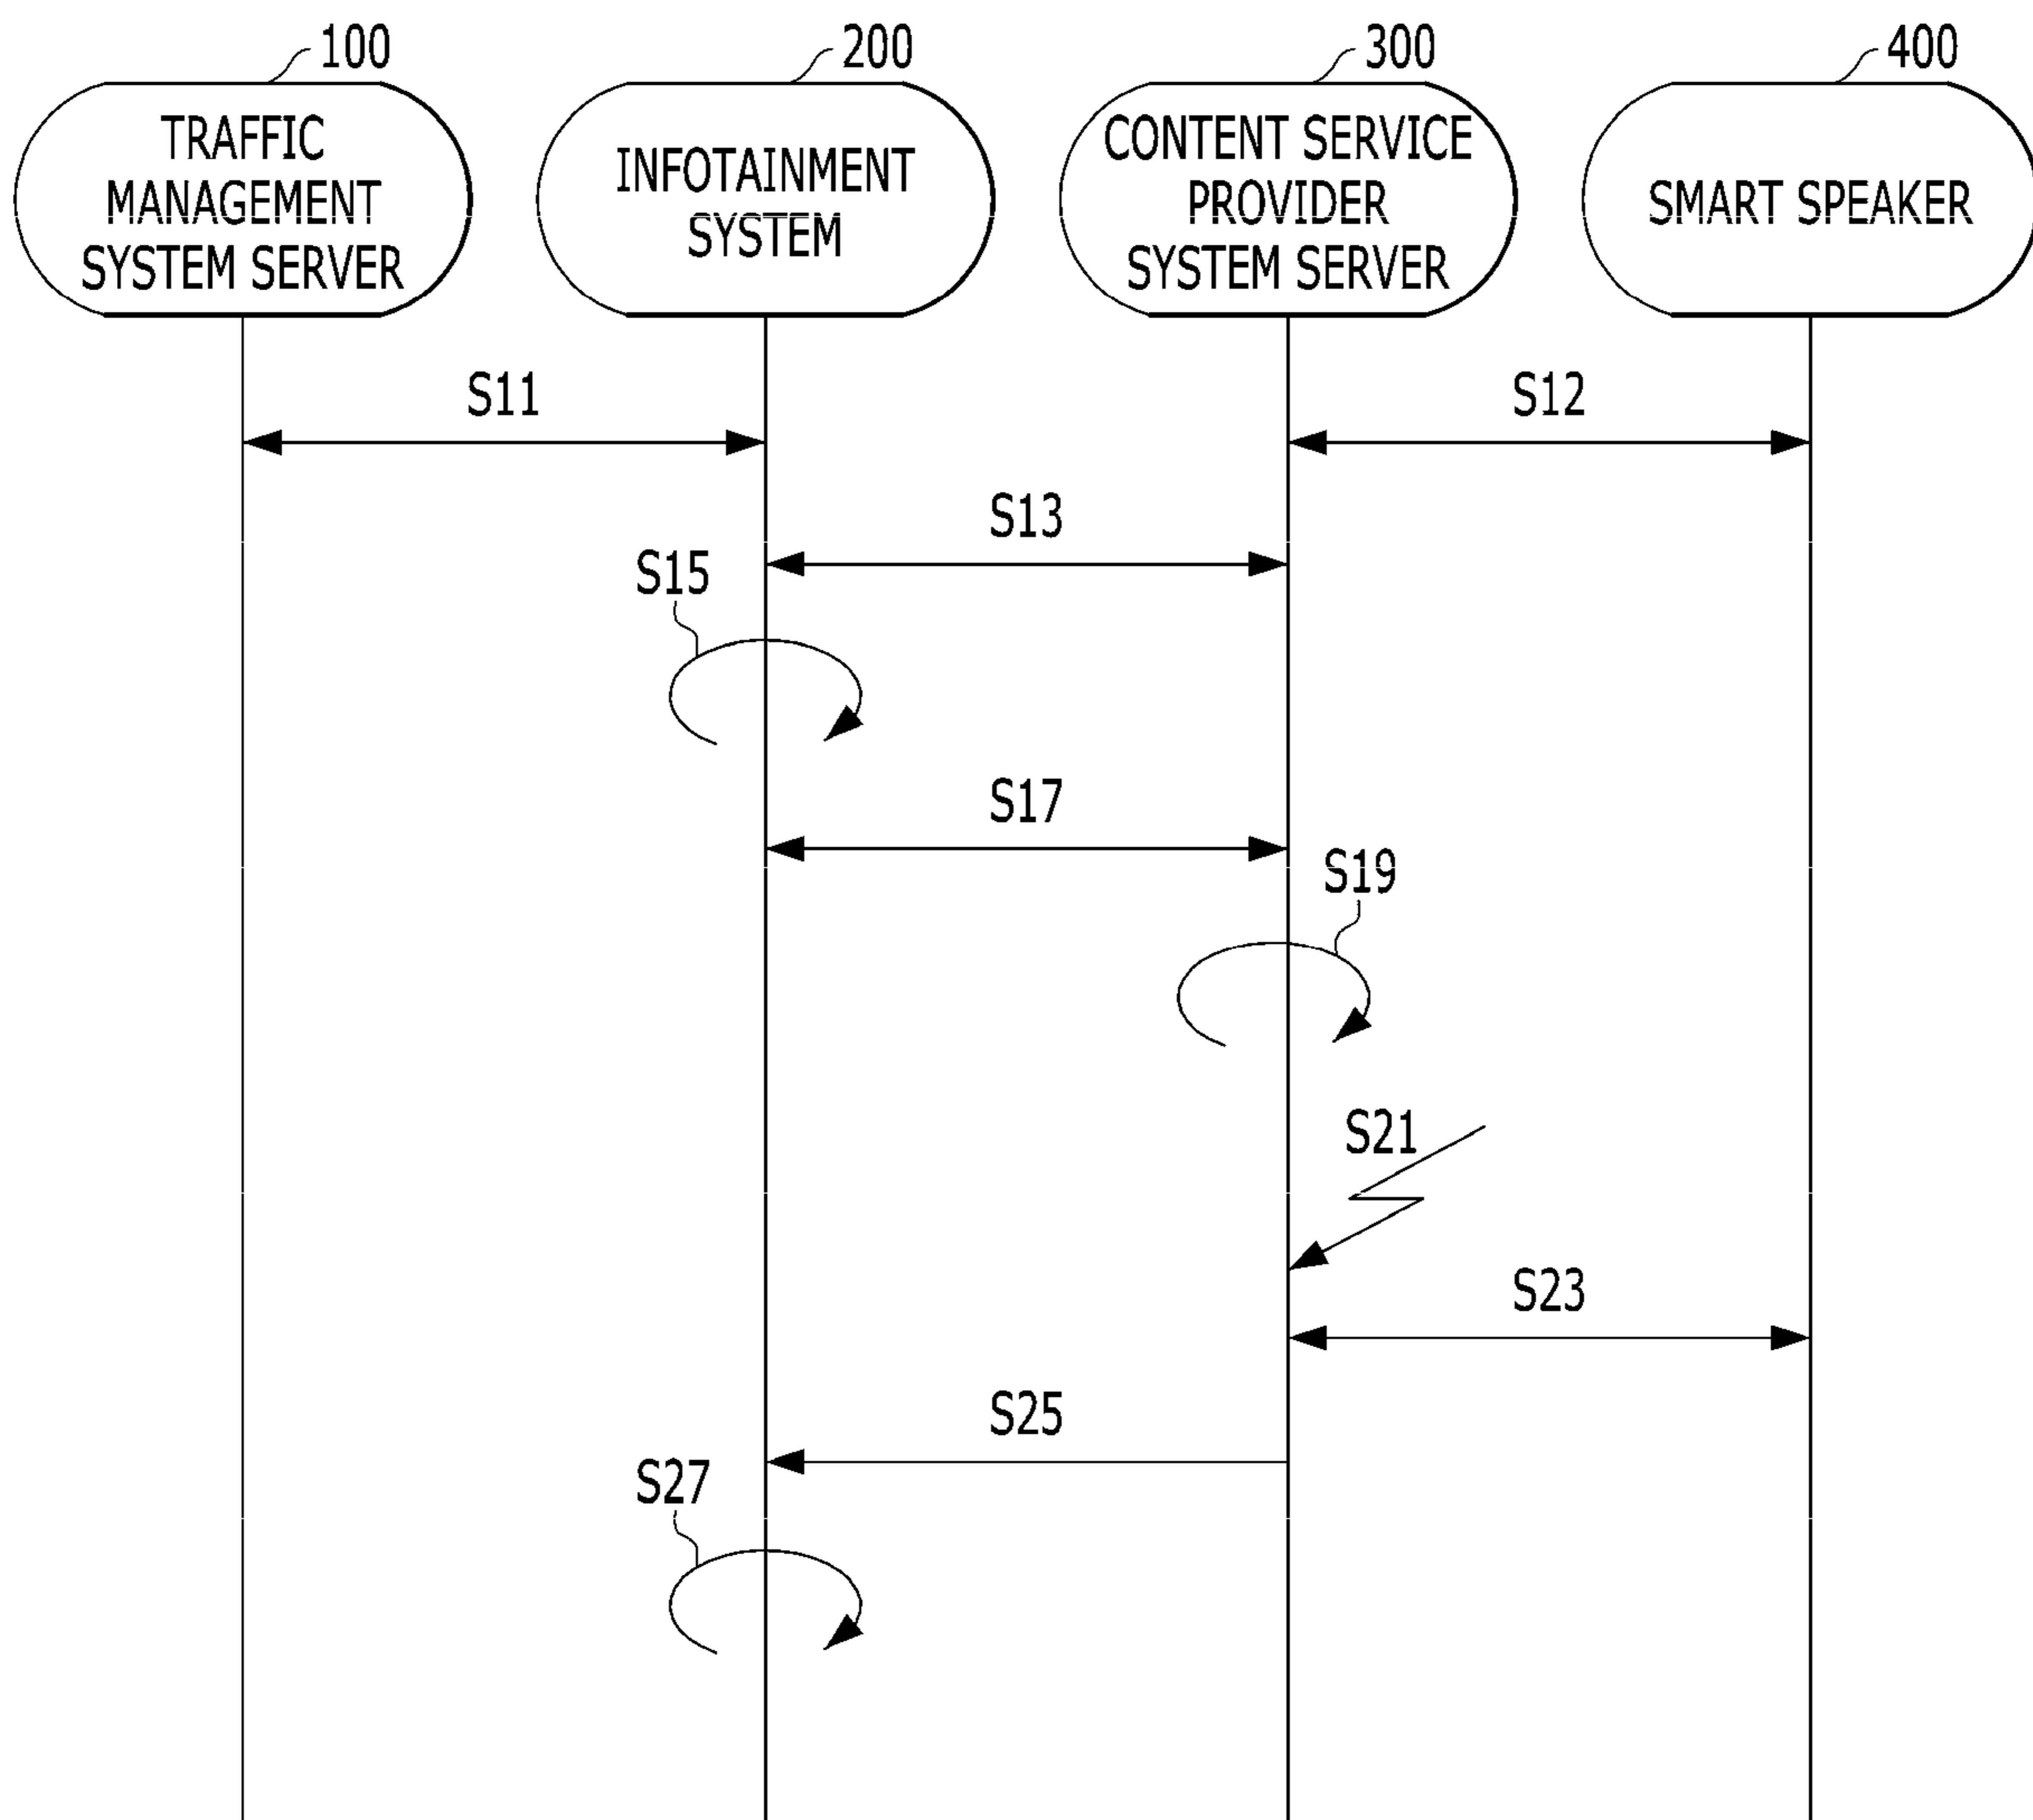 100
200
300
400
TRAFFIC
MANAGEMENT
SYSTEM SERVER
INFOTAINMENT
SYSTEM
CONTENT SERVICE
PROVIDER
SYSTEM SERVER
SMART SPEAKER
S11
S12
S13
S15
S17
S19
S21
S23
S25
S27